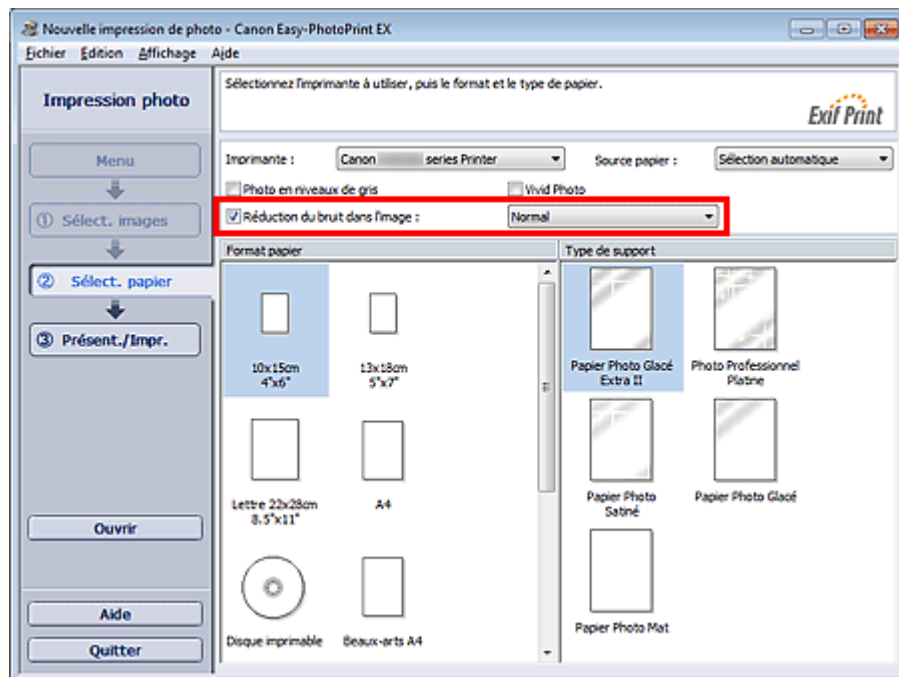 Nouvelle impression de photo - Canon Easy-PhotoPrint EX
Fichier Édition Affichage Ajde
Impression photo
Sélectionnez l'imprimante à utiliser, puis le format et le type de papier.
Exif Print
Menu
① Sélect. images
② Sélect. papier
③ Présent./Impr.
Ouvrir
Aide
Quitter
Imprimante :
Canon series Printer
Source papier :
Sélection automatique
Photo en niveaux de gris
Vivid Photo
Réduction du bruit dans l'image :
Normal
Format papier
10x15cm
4"x6"
13x18cm
5"x7"
Lettre 22x28cm
8.5"x11"
A4
Disque imprimable
Beaux-arts A4
Type de support
Papier Photo Glacé
Extra II
Photo Professionnel
Platine
Papier Photo
Satiné
Papier Photo Glacé
Papier Photo Mat